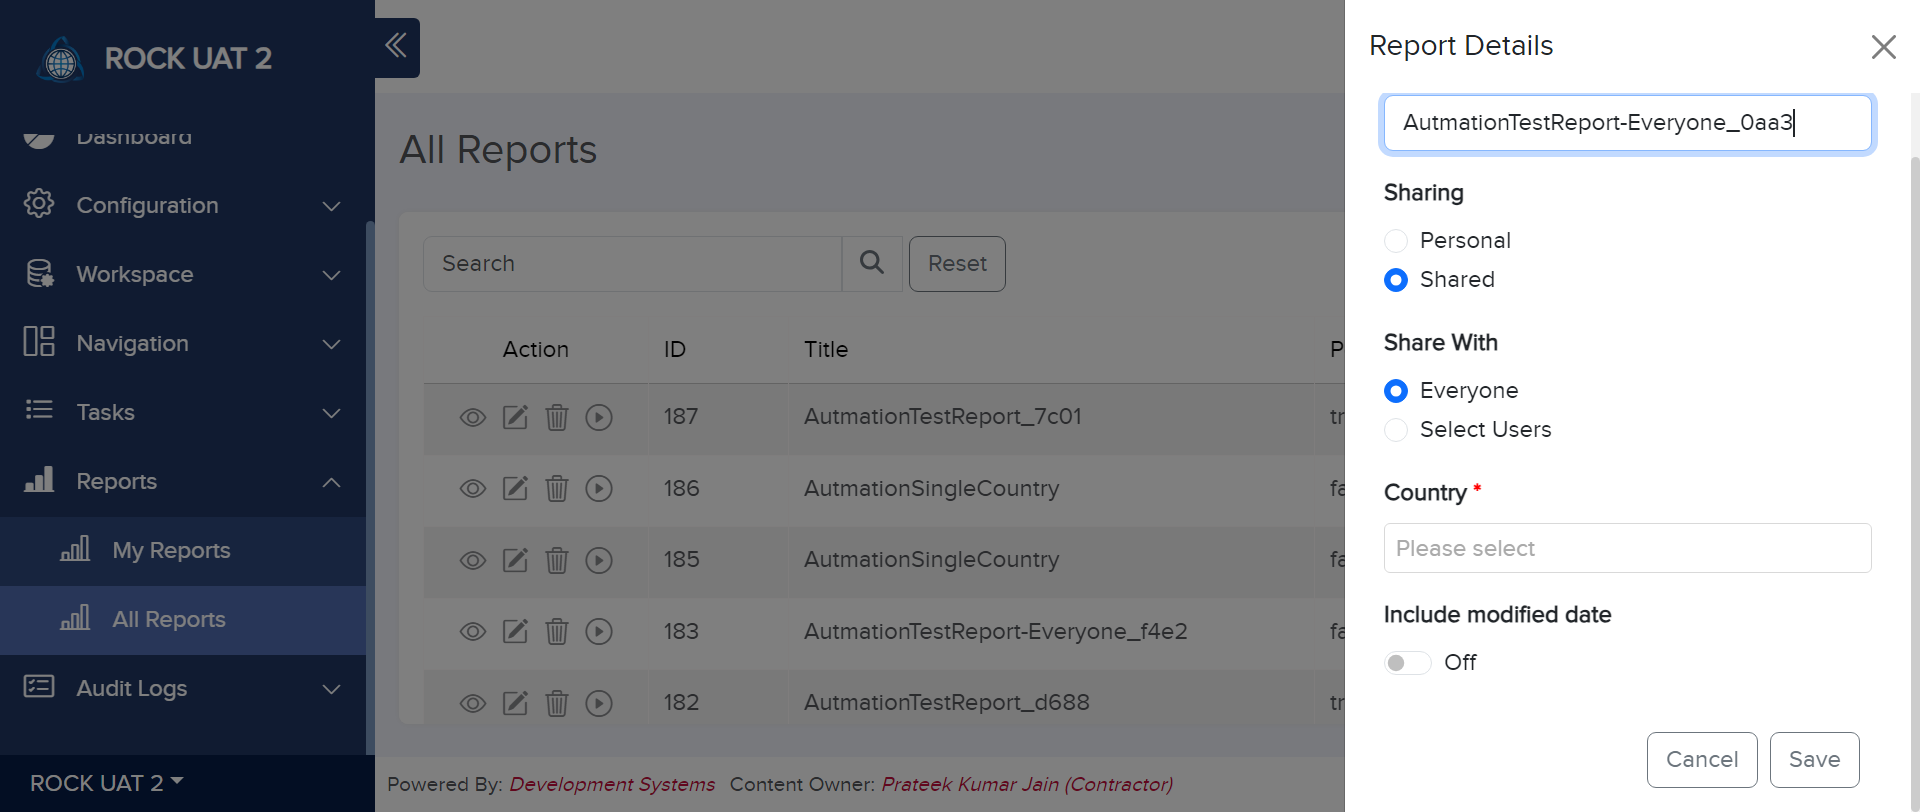 ROCK UAT 2
Dashboard
Configuration
Workspace
Navigation
Tasks
Reports
My Reports
All Reports
Audit Logs
ROCK UAT 2
All Reports
Search
Reset
Action ID Title P
187 AutmationTestReport_7c01 tr
186 AutmationSingleCountry fa
185 AutmationSingleCountry fa
183 AutmationTestReport-Everyone_f4e2 fa
182 AutmationTestReport_d688 tr
Powered By: Development Systems Content Owner: Prateek Kumar Jain (Contractor)
Report Details
AutmationTestReport-Everyone_0aa3
Sharing
Personal
Shared
Share With
Everyone
Select Users
Country *
Please select
Include modified date
Off
Cancel Save